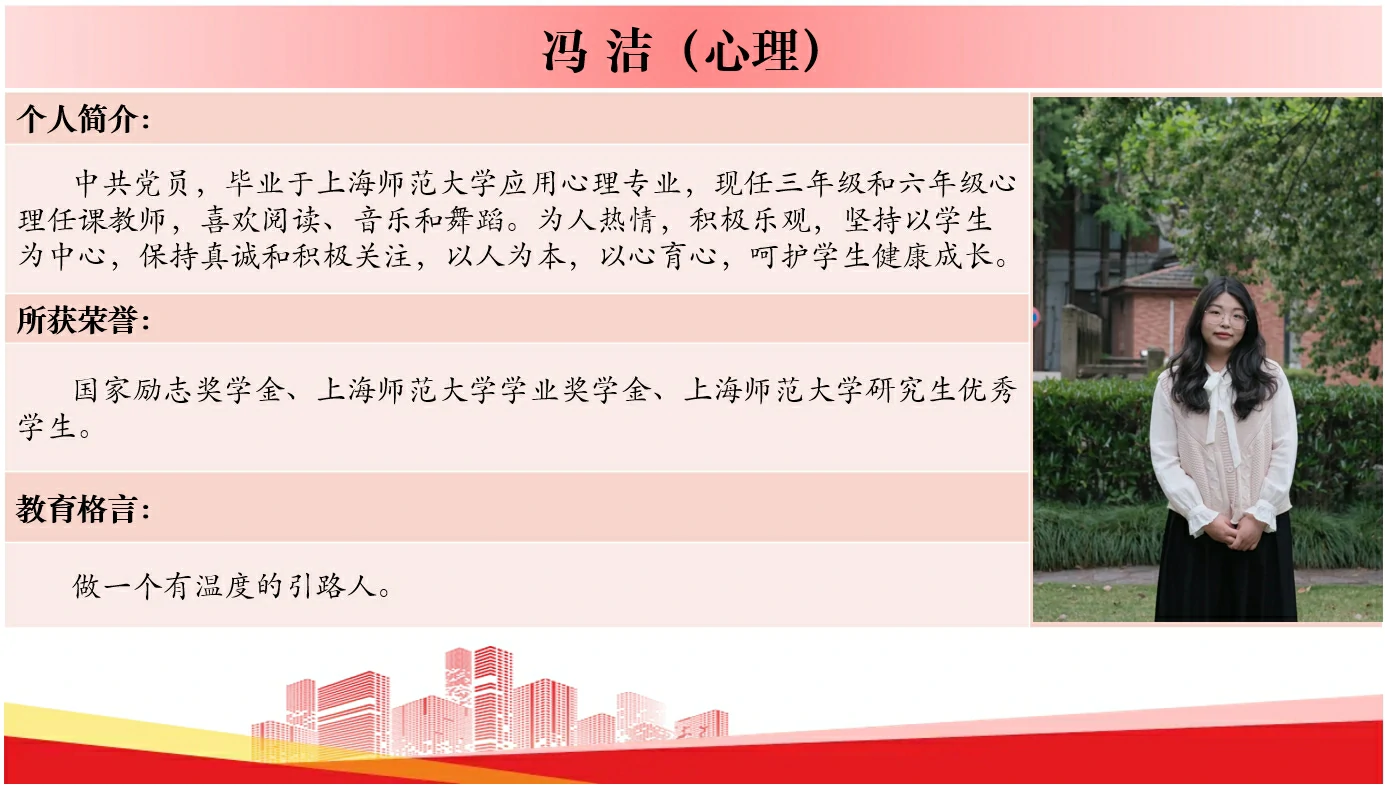 冯 洁（心理）
个人简介：
中共党员，毕业于上海师范大学应用心理专业，现任三年级和六年级心
理任课教师，喜欢阅读、音乐和舞蹈。为人热情，积极乐观，坚持以学生
为中心，保持真诚和积极关注，以人为本，以心育心，呵护学生健康成长。
所获荣誉：
国家励志奖学金、上海师范大学学业奖学金、上海师范大学研究生优秀
学生。
教育格言：
做一个有温度的引路人。